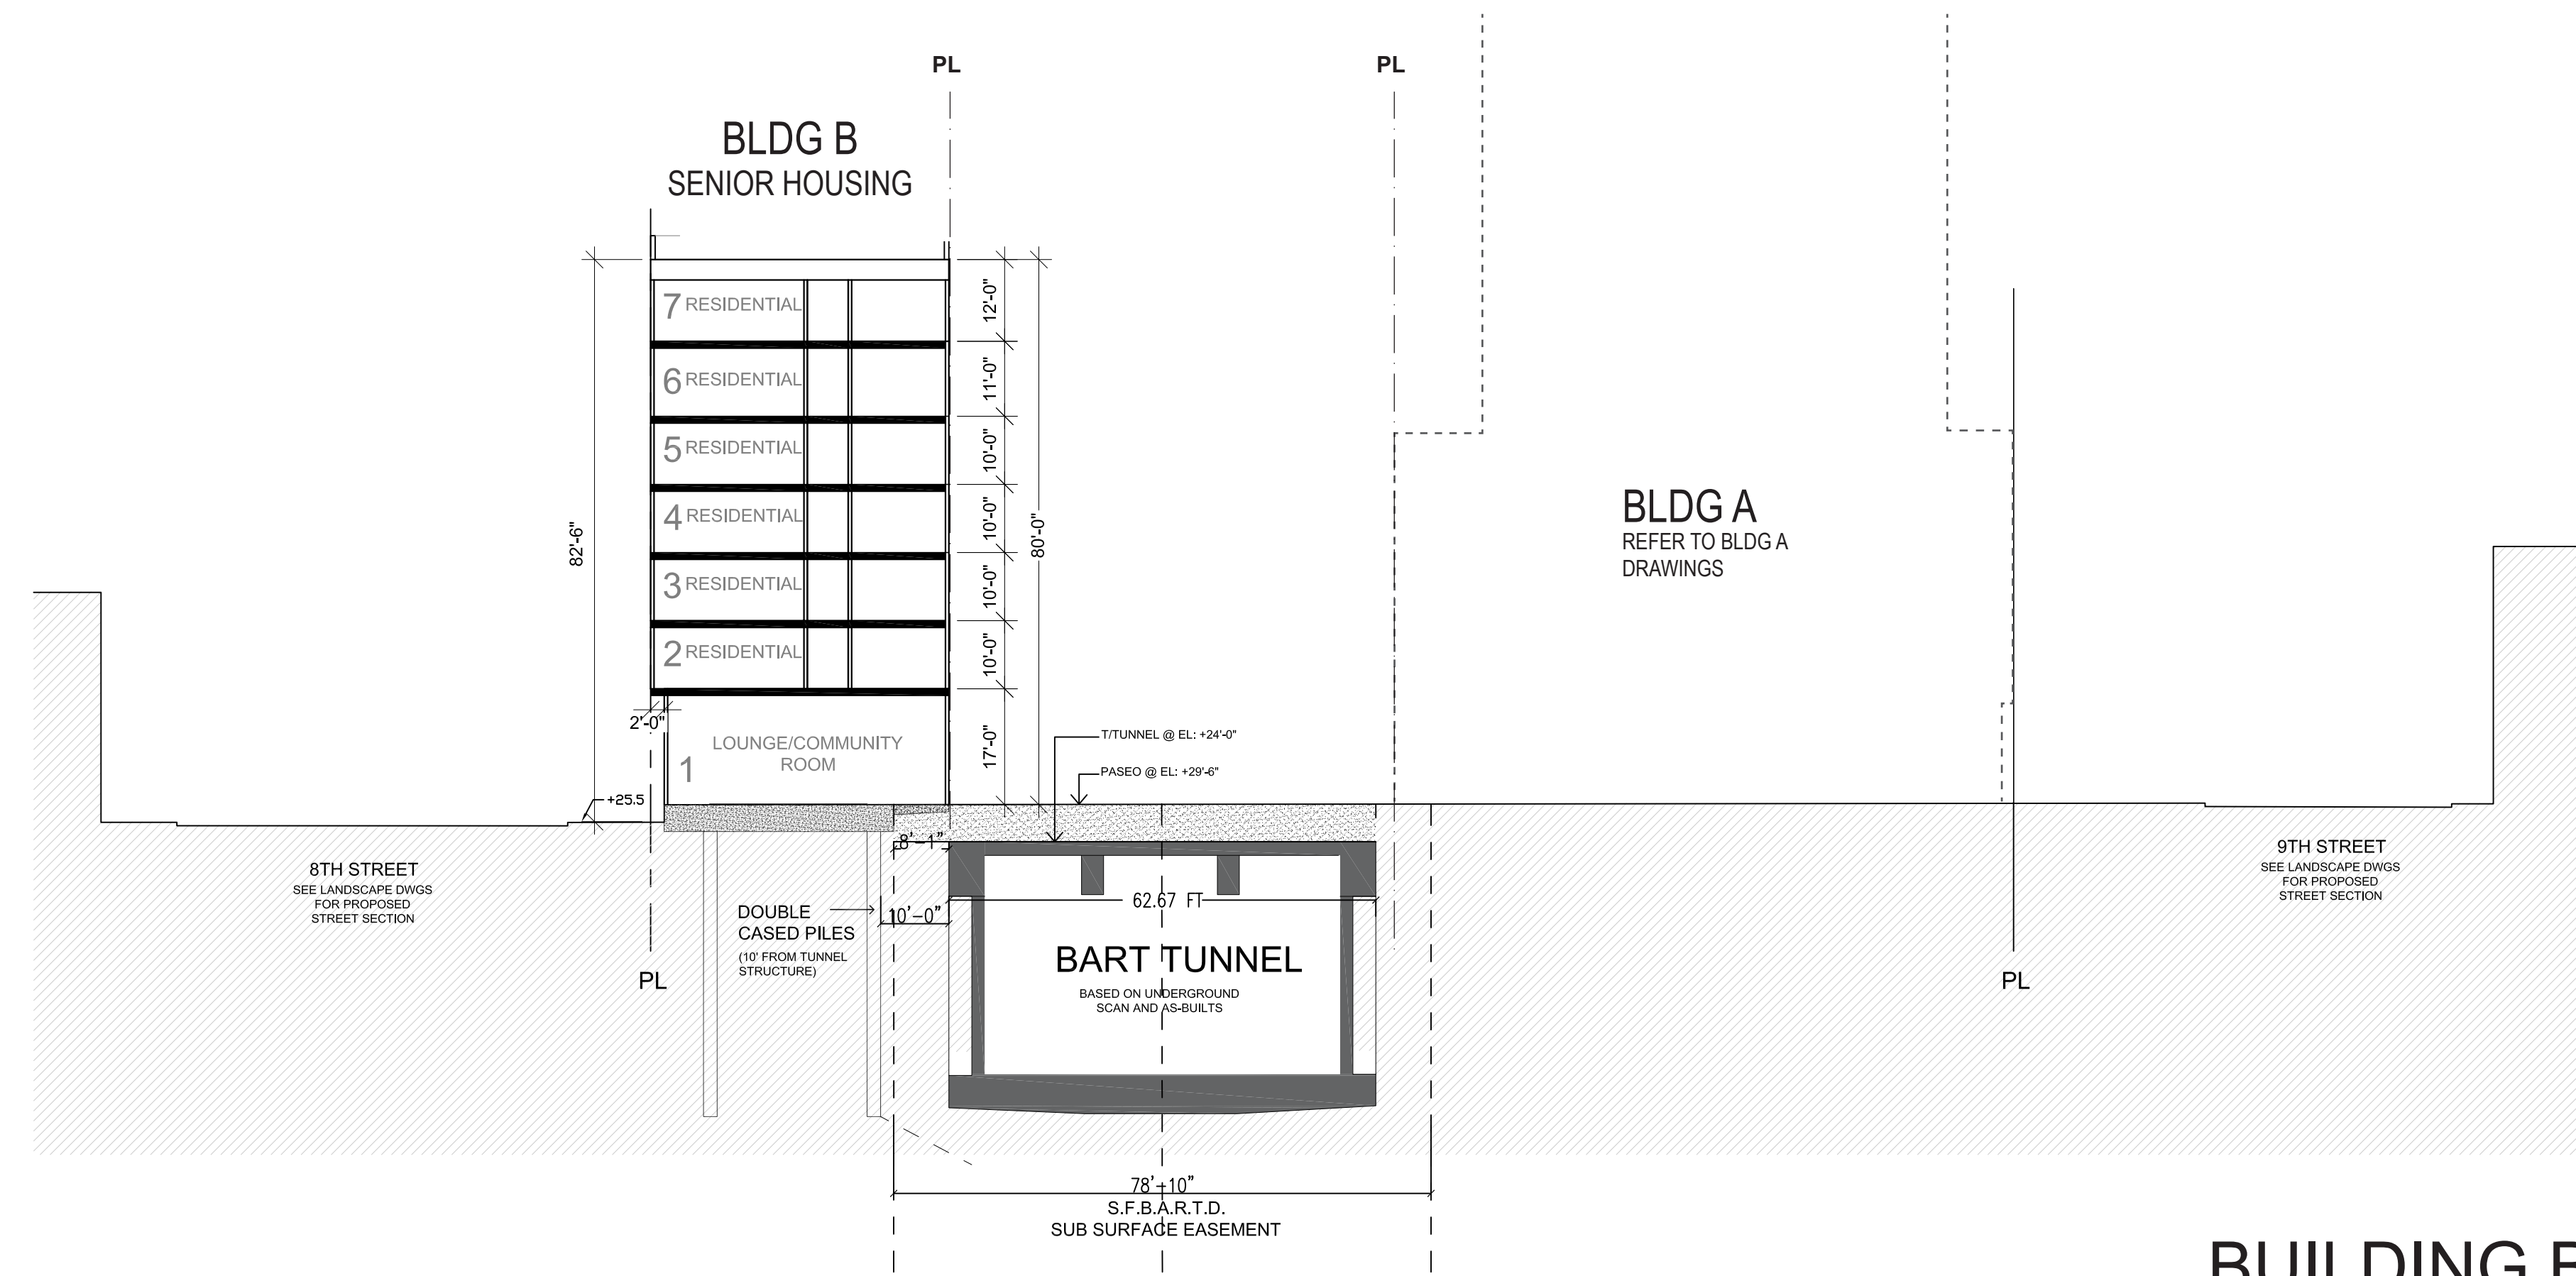 PL
PL
BLDG B
SENIOR HOUSING
7 RESIDENTIAL
6 RESIDENTIAL
5 RESIDENTIAL
4 RESIDENTIAL
3 RESIDENTIAL
2 RESIDENTIAL
1
LOUNGE/COMMUNITY
ROOM
82'-6"
2'-0"
+25.5
12'-0"
11'-0"
10'-0"
10'-0"
10'-0"
10'-0"
17'-0"
80'-0"
T/TUNNEL @ EL: +24'-0"
PASEO @ EL: +29'-6"
BLDG A
REFER TO BLDG A
DRAWINGS
8TH STREET
SEE LANDSCAPE DWGS
FOR PROPOSED
STREET SECTION
PL
DOUBLE
CASED PILES
(10' FROM TUNNEL
STRUCTURE)
8'-1"
10'-0"
62.67 FT
BART TUNNEL
BASED ON UNDERGROUND
SCAN AND AS-BUILTS
78'-10"
S.F.B.A.R.T.D.
SUB SURFACE EASEMENT
9TH STREET
SEE LANDSCAPE DWGS
FOR PROPOSED
STREET SECTION
PL
BUILDING